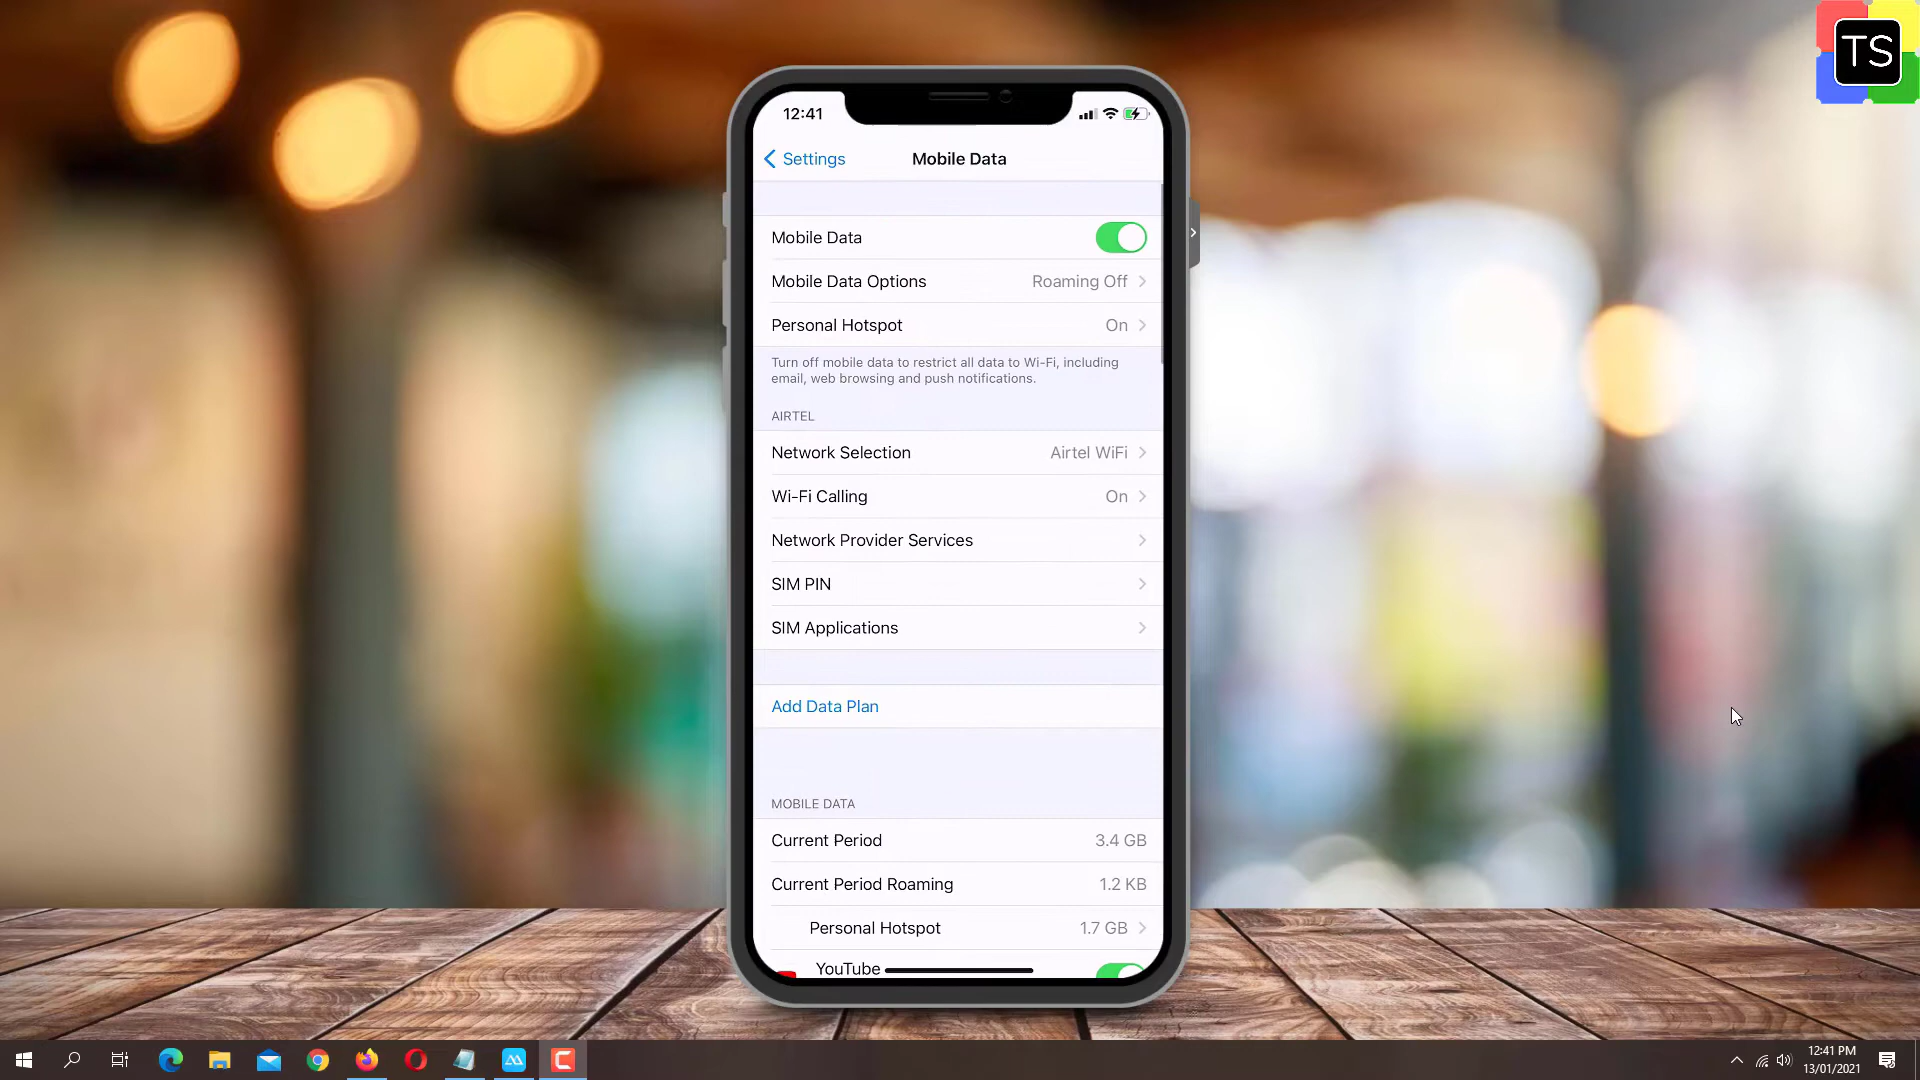 TS
12:41
Settings
Mobile Data
Mobile Data
Mobile Data Options Roaming Off
Personal Hotspot On
Turn off mobile data to restrict all data to Wi-Fi, including
email, web browsing and push notifications.
AIRTEL
Network Selection Airtel WiFi
Wi-Fi Calling On
Network Provider Services
SIM PIN
SIM Applications
Add Data Plan
MOBILE DATA
Current Period 3.4 GB
Current Period Roaming 1.2 KB
Personal Hotspot 1.7 GB
YouTube
12:41 PM
13/01/2021